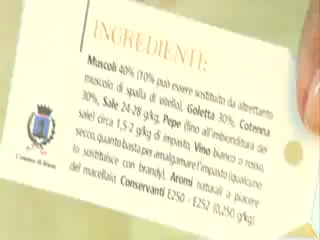 INGREDIENTI:
Muscoli 40% (10% può essere sostituito da altrettanto
muscolo di spalla di vitello), Goletta 30%, Cotenna
30%, Sale 24-28 g/kg. Pepe (fino all'imbionditura del
sale) circa 1,5-2 g/kg di impasto, Vino bianco o rosso,
secco, quanto basta per amalgamare l'impasto (qualcuno
lo sostituisce con brandy), Aromi naturali a piacere
del macellaio, Conservanti E250 - E252 (0,250 g/kg).
Comune di